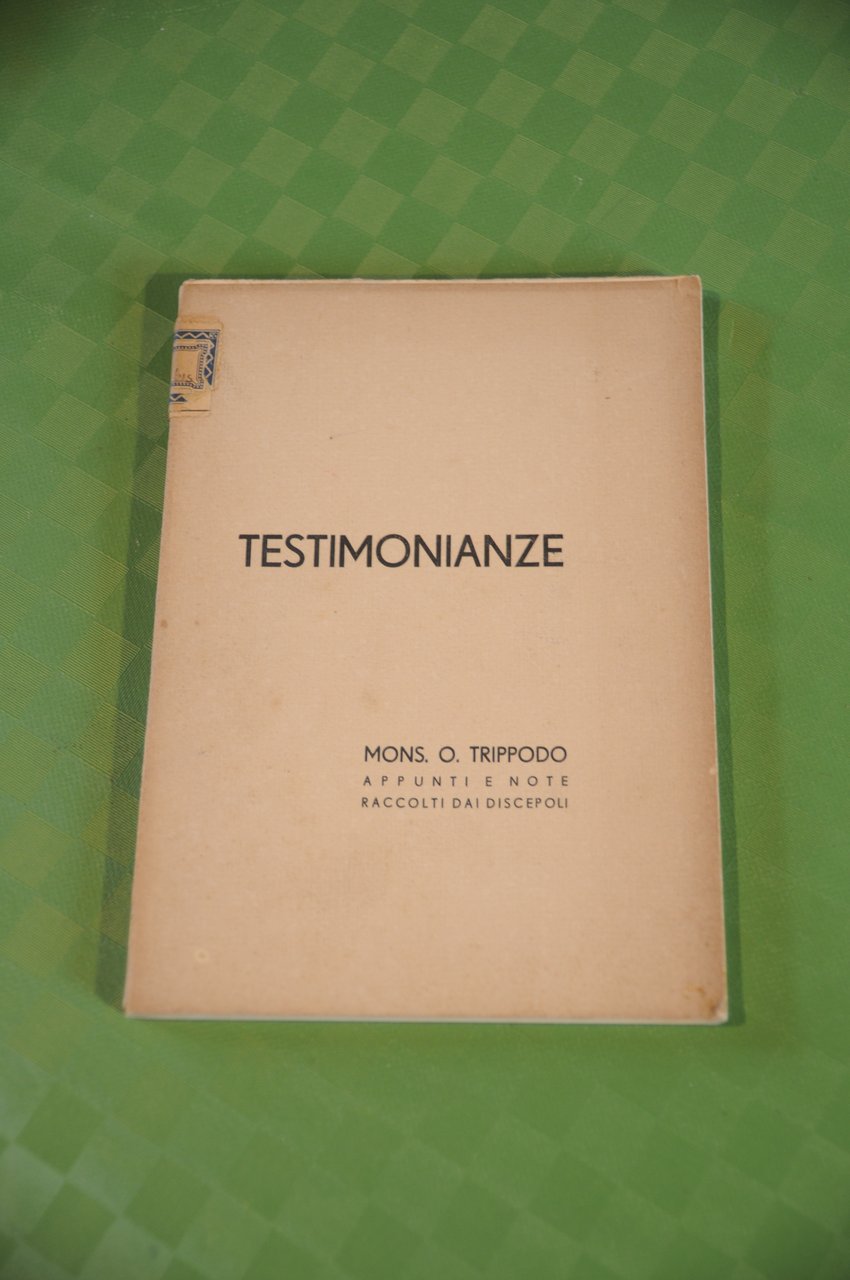 TESTIMONIANZE
MONS. O. TRIPPODO
APPUNTI E NOTE
RACCOLTI DAI DISCEPOLI